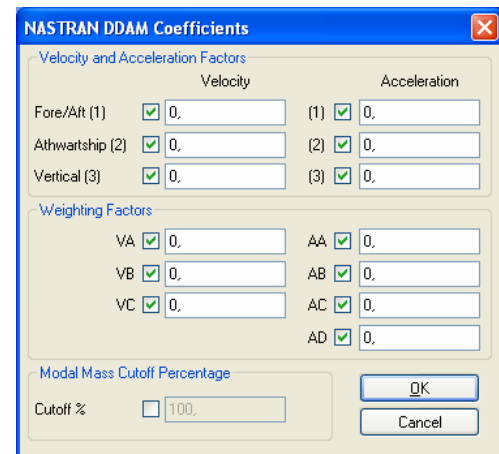 NASTRAN DDAM Coefficients
Velocity and Acceleration Factors
Velocity Acceleration
Fore/Aft (1) 0, (1) 0,
Athwartship (2) 0, (2) 0,
Vertical (3) 0, (3) 0,
Weighting Factors
VA 0, AA 0,
VB 0, AB 0,
VC 0, AC 0,
AD 0,
Modal Mass Cutoff Percentage
Cutoff % 100,
OK
Cancel